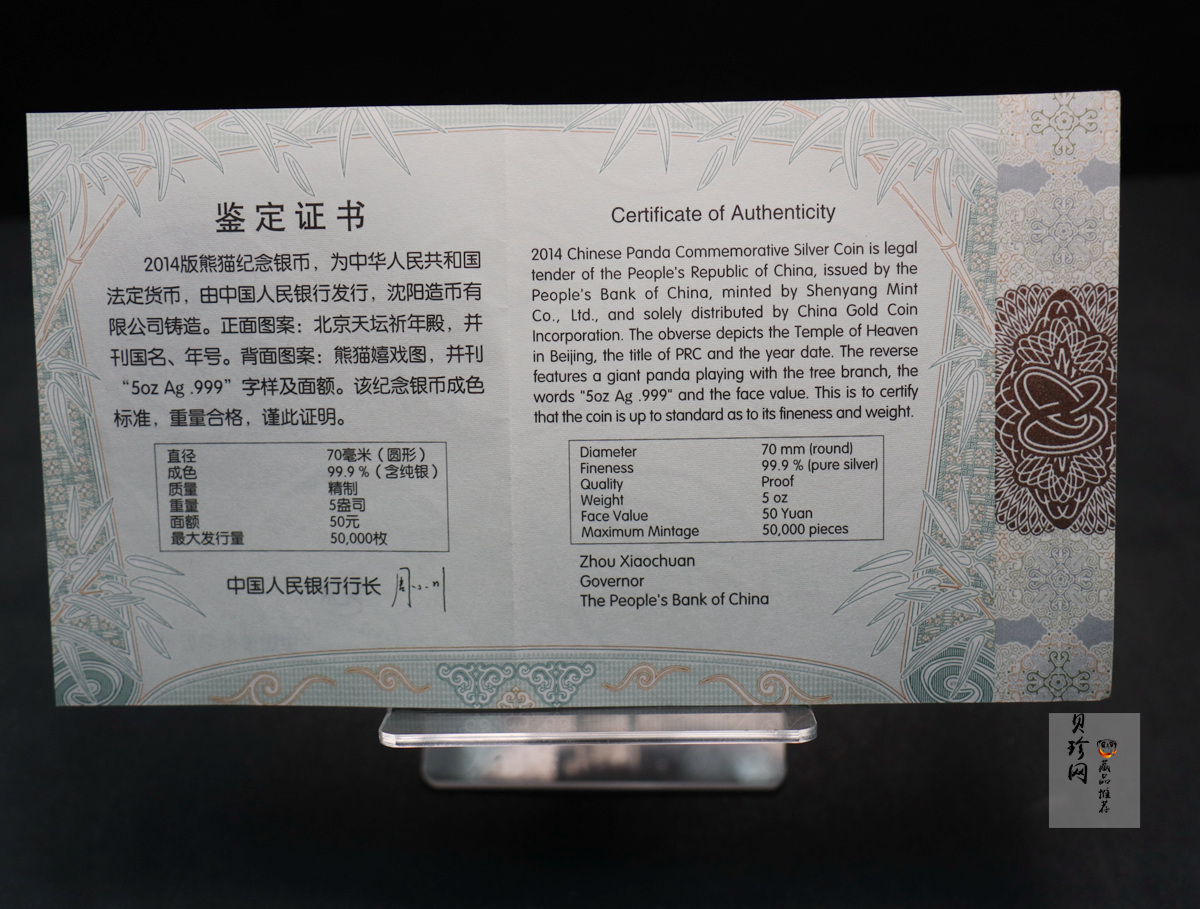 鉴定证书
2014版熊猫纪念银币，为中华人民共和国
法定货币，由中国人民银行发行，沈阳造币有
限公司铸造。正面图案：北京天坛祈年殿，并
刊国名、年号。背面图案：熊猫嬉戏图，并刊
“5oz Ag .999”字样及面额。该纪念银币成色
标准，重量合格，谨此证明。
直径 70毫米（圆形）
成色 99.9％（含纯银）
质量 精制
重量 5盎司
面额 50元
最大发行量 50,000枚
中国人民银行行长
Certificate of Authenticity
2014 Chinese Panda Commemorative Silver Coin is legal
tender of the People's Republic of China, issued by the
People's Bank of China, minted by Shenyang Mint
Co., Ltd., and solely distributed by China Gold Coin
Incorporation. The obverse depicts the Temple of Heaven
in Beijing, the title of PRC and the year date. The reverse
features a giant panda playing with the tree branch, the
words "5oz Ag .999" and the face value. This is to certify
that the coin is up to standard as to its fineness and weight.
Diameter 70 mm (round)
Fineness 99.9 % (pure silver)
Quality Proof
Weight 5 oz
Face Value 50 Yuan
Maximum Mintage 50,000 pieces
Zhou Xiaochuan
Governor
The People's Bank of China
贝珍网
藏品推荐